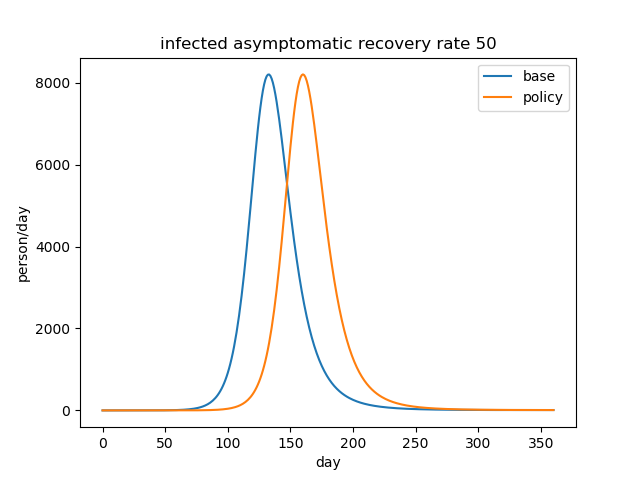 infected asymptomatic recovery rate 50
base
policy
person/day
8000
6000
4000
2000
0
0 50 100 150 200 250 300 350
day